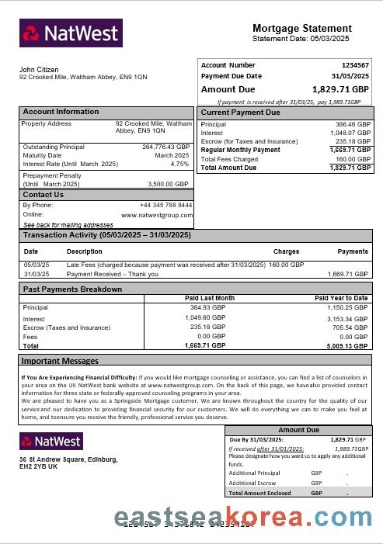 NatWest
Mortgage Statement
Statement Date: 05/03/2025
John Citizen
92 Crooked Mile, Waltham Abbey, EN9 1QN
Account Number 1234567
Payment Due Date 31/03/2025
Amount Due 1,829.71 GBP
If payment is received after 31/03/25, pay 1,989.71GBP
Account Information
Property Address 92 Crooked Mile, Waltham
Abbey, EN9 1QN
Outstanding Principal 264,776.43 GBP
Maturity Date March 2025
Interest Rate (Until March 2025) 4.75%
Prepayment Penalty
(Until March 2025) 3,500.00 GBP
Contact Us
By Phone: +44 345 788 8444
Online: www.natwestgroup.com
See back for mailing addresses
Current Payment Due
Principal 386.46 GBP
Interest 1,048.07 GBP
Escrow (for Taxes and Insurance) 235.18 GBP
Regular Monthly Payment 1,669.71 GBP
Total Fees Charged 160.00 GBP
Total Amount Due 1,829.71 GBP
Transaction Activity (05/03/2025 – 31/03/2025)
Date Description Charges Payments
05/03/25 Late Fees (charged because payment was received after 31/03/2025) 160.00 GBP
31/03/25 Payment Received – Thank you 1,669.71 GBP
Past Payments Breakdown
Paid Last Month Paid Year to Date
Principal 384.93 GBP 1,150.25 GBP
Interest 1,049.60 GBP 3,153.34 GBP
Escrow (Taxes and Insurance) 235.18 GBP 705.54 GBP
Fees 0.00 GBP 0.00 GBP
Total 1,669.71 GBP 5,009.13 GBP
Important Messages
If You Are Experiencing Financial Difficulty: If you would like mortgage counseling or assistance, you can find a list of counselors in
your area on the UK NatWest bank website at www.natwestgroup.com. On the back of this page, we have also provided contact
information for three state or federally-approved counseling programs in your area.
We are pleased to have you as a Springside Mortgage customer. We are known throughout the country for the quality of our
service and our dedication to providing financial security for our customers. We will do everything we can to make you feel at
home, and to ensure you receive the friendly, professional service you deserve.
NatWest
36 St Andrew Square, Edinburg,
EH2 2YB UK
Amount Due
Due By 31/03/2025: 1,829.71 GBP
If received after 31/03/2025: 1,989.71GBP
Please designate how you want us to apply any additional
funds.
Additional Principal GBP .
Additional Escrow GBP .
Total Amount Enclosed GBP .
eastseakorea.com